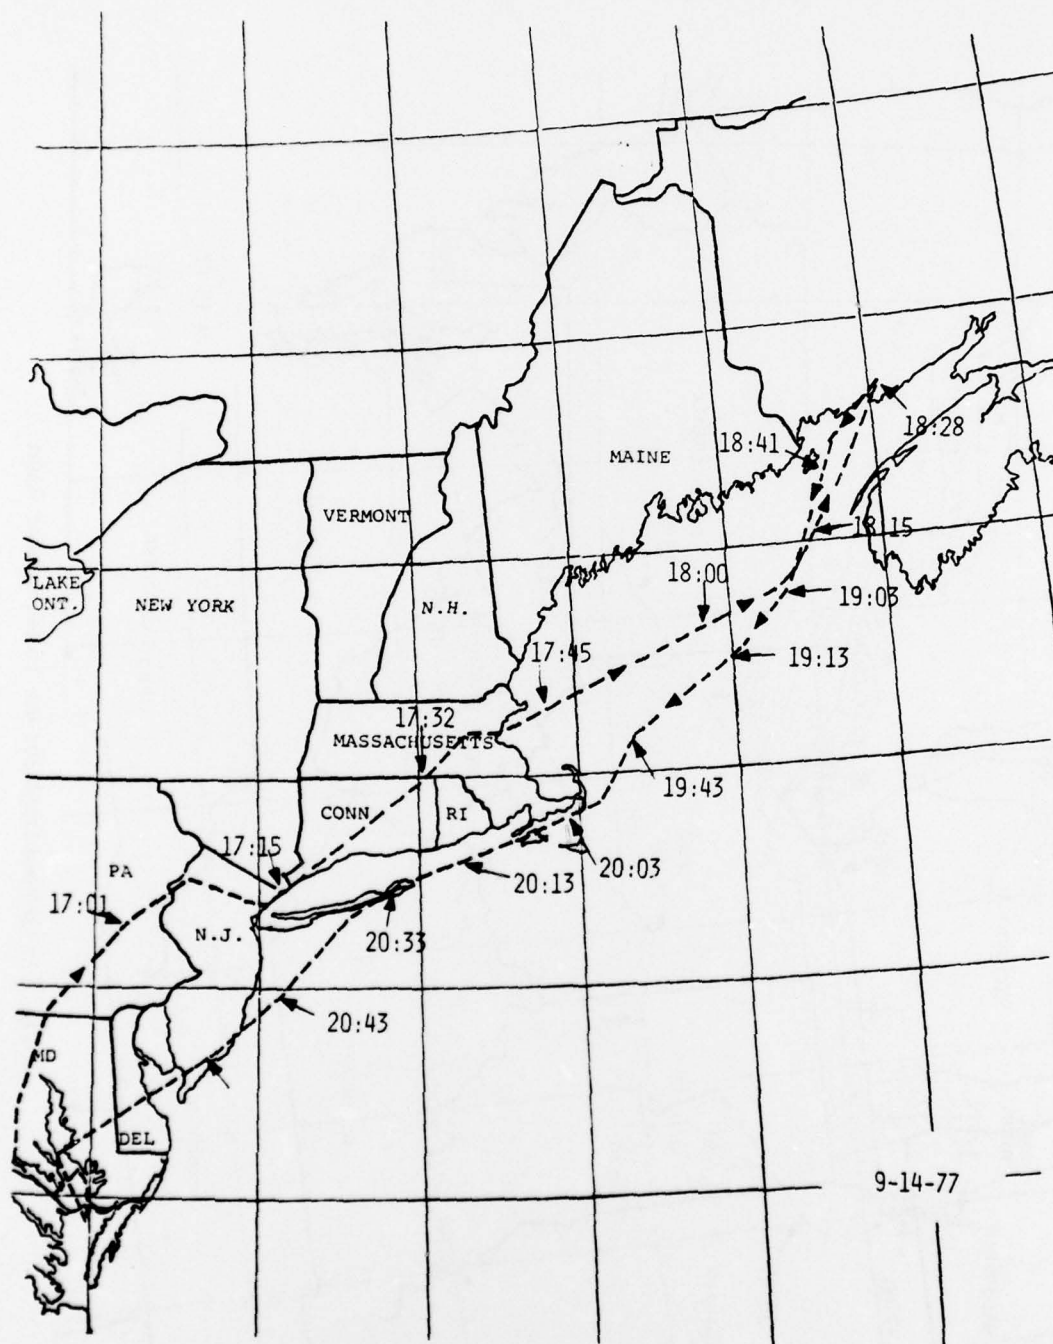 MAINE
18:41
18:28
VERMONT
18:15
LAKE
ONT.
NEW YORK
N.H.
18:00
19:03
17:45
19:13
17:32
MASSACHUSETTS
19:43
CONN
RI
17:15
PA
20:03
20:13
17:01
N.J.
20:33
20:43
MD
DEL
9-14-77